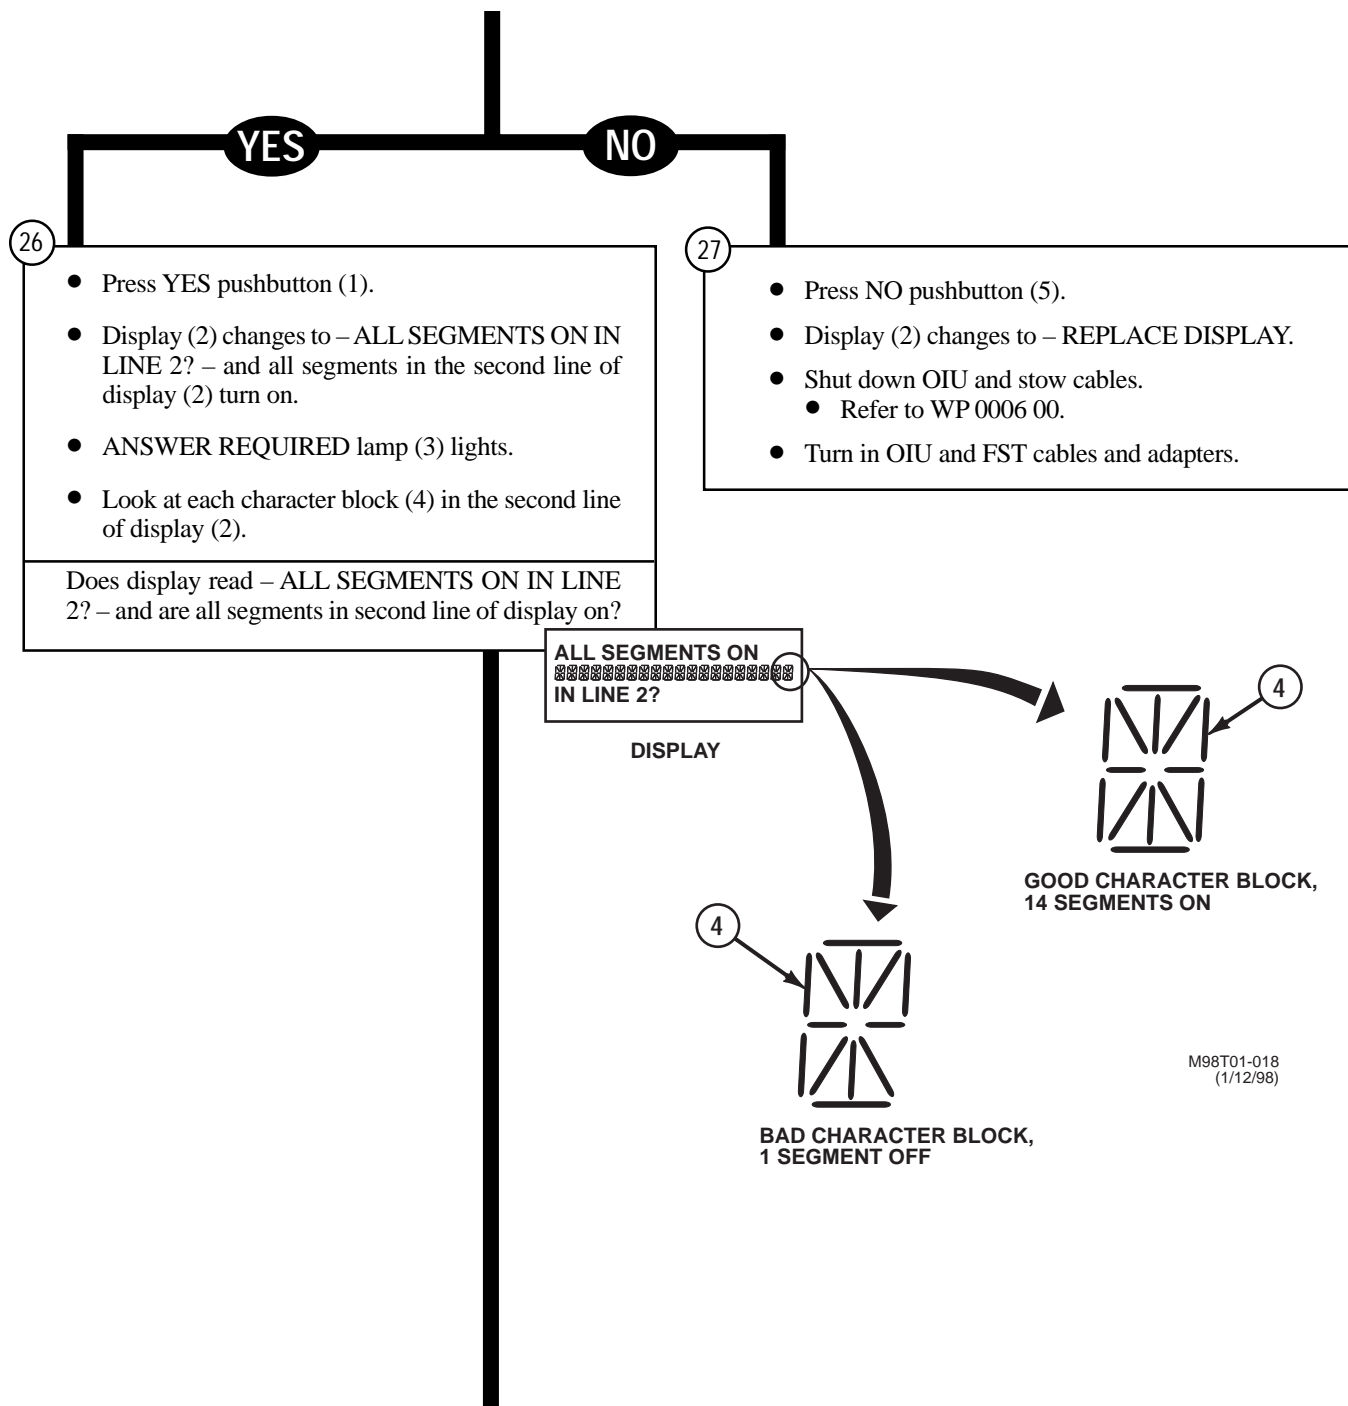 YES
NO
26
● Press YES pushbutton (1).
● Display (2) changes to – ALL SEGMENTS ON IN
LINE 2? – and all segments in the second line of
display (2) turn on.
● ANSWER REQUIRED lamp (3) lights.
● Look at each character block (4) in the second line
of display (2).
Does display read – ALL SEGMENTS ON IN LINE
2? – and are all segments in second line of display on?
27
● Press NO pushbutton (5).
● Display (2) changes to – REPLACE DISPLAY.
● Shut down OIU and stow cables.
● Refer to WP 0006 00.
● Turn in OIU and FST cables and adapters.
ALL SEGMENTS ON
IN LINE 2?
DISPLAY
4
GOOD CHARACTER BLOCK,
14 SEGMENTS ON
4
BAD CHARACTER BLOCK,
1 SEGMENT OFF
M98T01-018
(1/12/98)